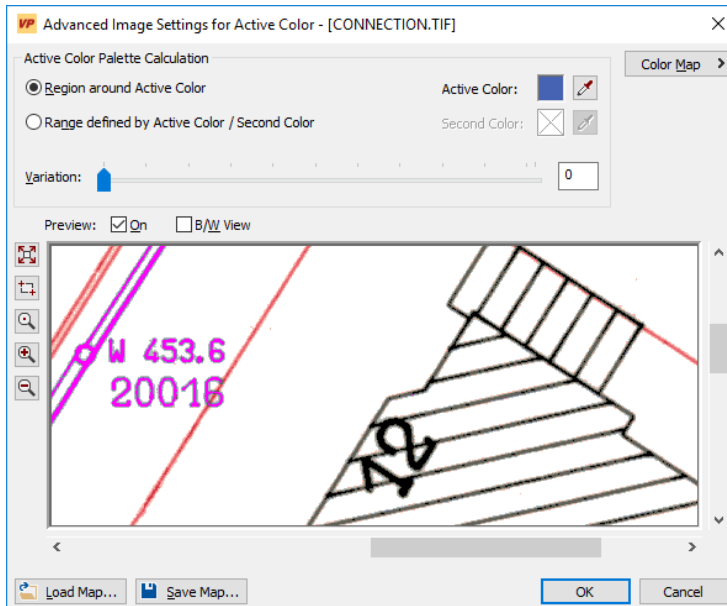 VP Advanced Image Settings for Active Color - [CONNECTION.TIF]
Active Color Palette Calculation
Color Map
Region around Active Color
Active Color:
Range defined by Active Color / Second Color
Second Color:
Variation:
0
Preview:
On
B/W View
W 453.6
20016
12
Load Map...
Save Map...
OK
Cancel